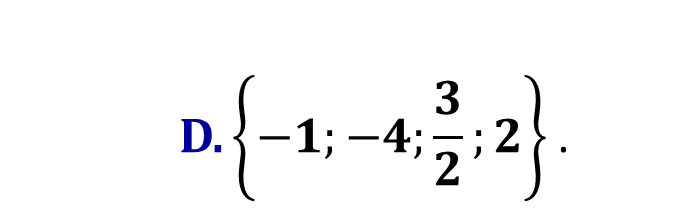 D. {−1; −4; 3/2; 2}.